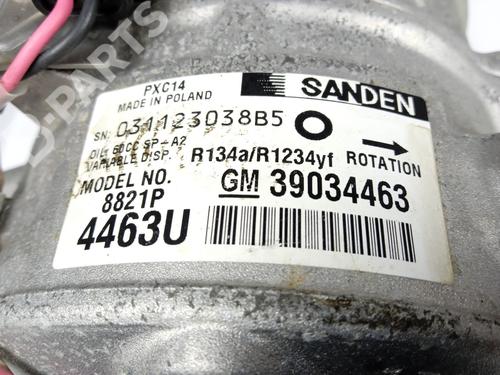 PXC14
MADE IN POLAND
SANDEN
SN: 031123038B5 O
OIL: 60CC SP-A2
VARIABLE DISP.
R134a/R1234yf ROTATION
MODEL NO.
8821P
GM 39034463
4463U
D-PARTS